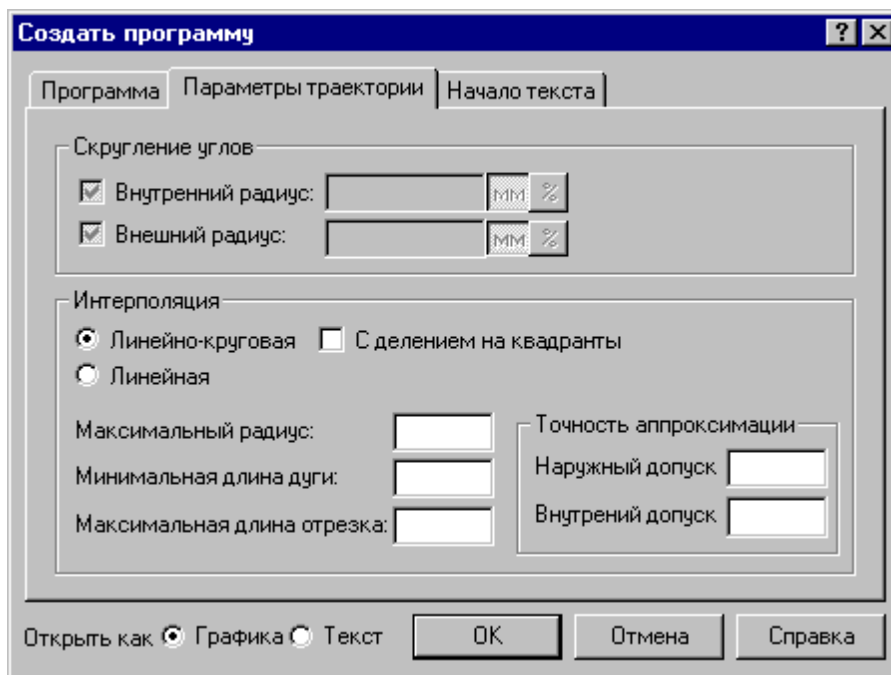 Создать программу
Программа Параметры траектории Начало текста
Скругление углов
Внутренний радиус: мм %
Внешний радиус: мм %
Интерполяция
Линейно-круговая С делением на квадранты
Линейная
Максимальный радиус:
Минимальная длина дуги:
Максимальная длина отрезка:
Точность аппроксимации
Наружный допуск
Внутрений допуск
Открыть как Графика Текст OK Отмена Справка